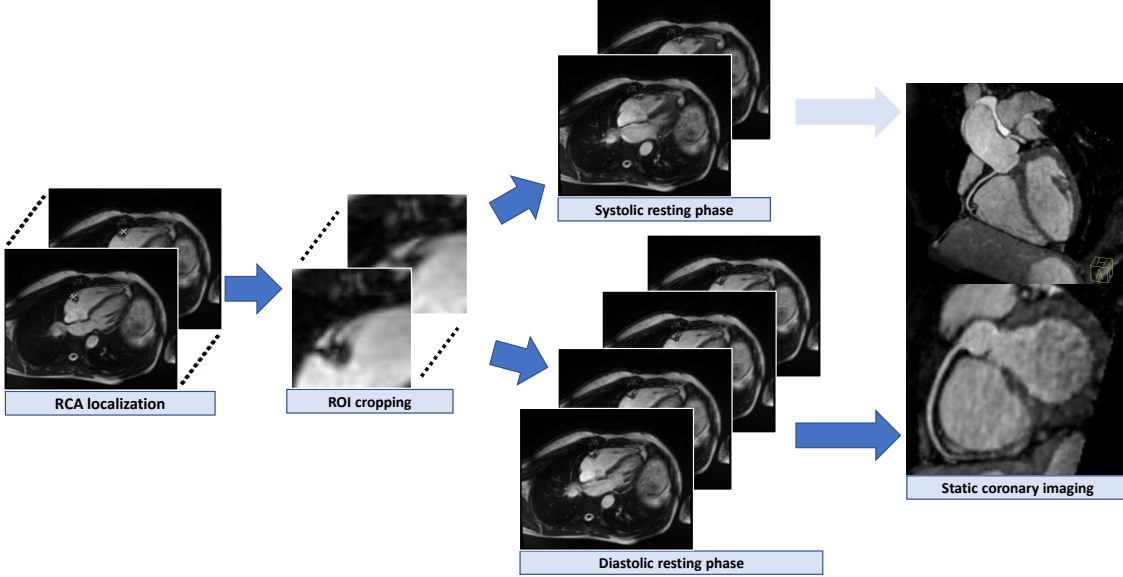 Systolic resting phase
RCA localization
ROI cropping
Static coronary imaging
Diastolic resting phase